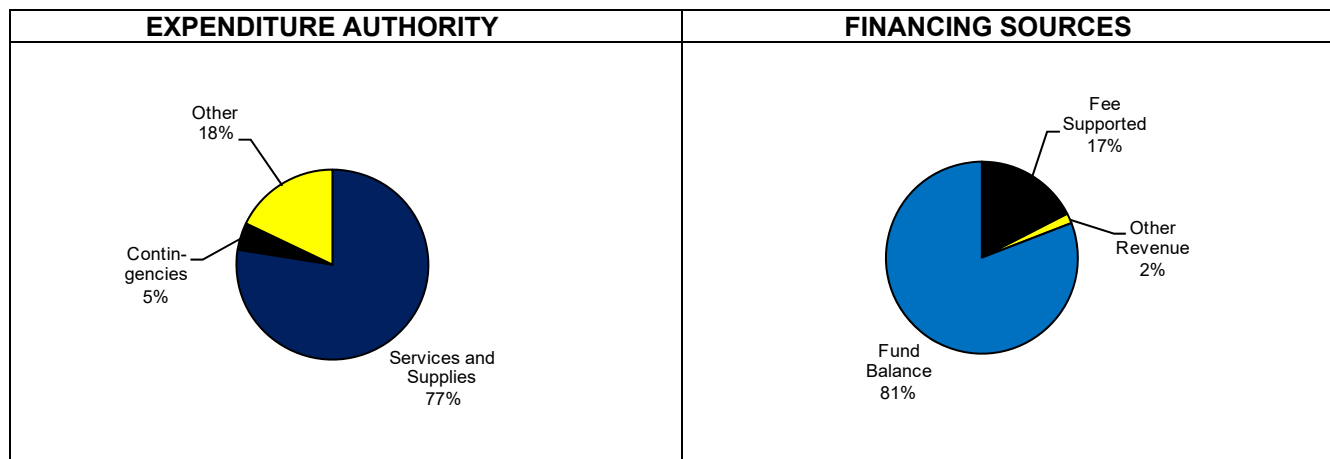 EXPENDITURE AUTHORITY
Other
18%
Contin-
gencies
5%
Services and
Supplies
77%
FINANCING SOURCES
Fee
Supported
17%
Other
Revenue
2%
Fund
Balance
81%